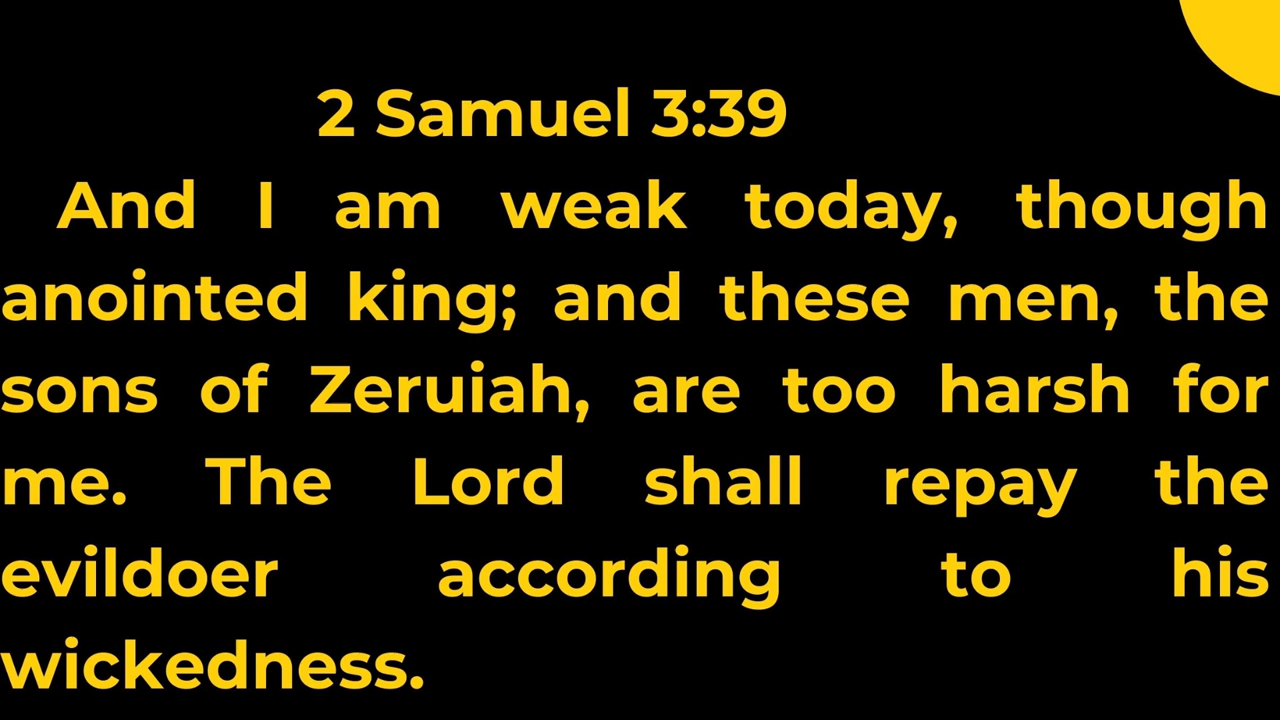 2 Samuel 3:39
And I am weak today, though
anointed king; and these men, the
sons of Zeruiah, are too harsh for
me. The Lord shall repay the
evildoer according to his
wickedness.